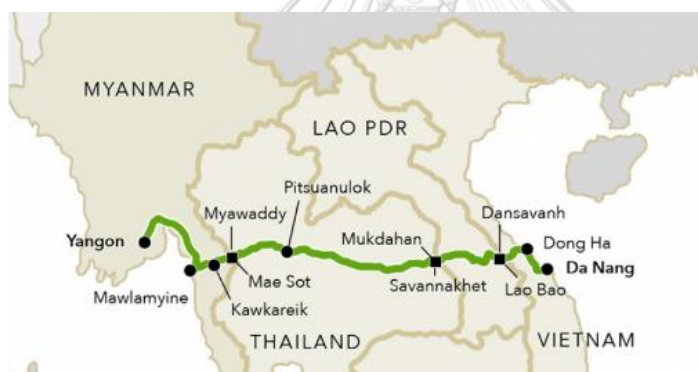 MYANMAR
LAO PDR
Pitsuanulok
Myawaddy
Dansavanh
Yangon
Mukdahan
Dong Ha
Mae Sot
Savannakhet
Da Nang
Mawlamyine
Lao Bao
Kawkareik
THAILAND
VIETNAM